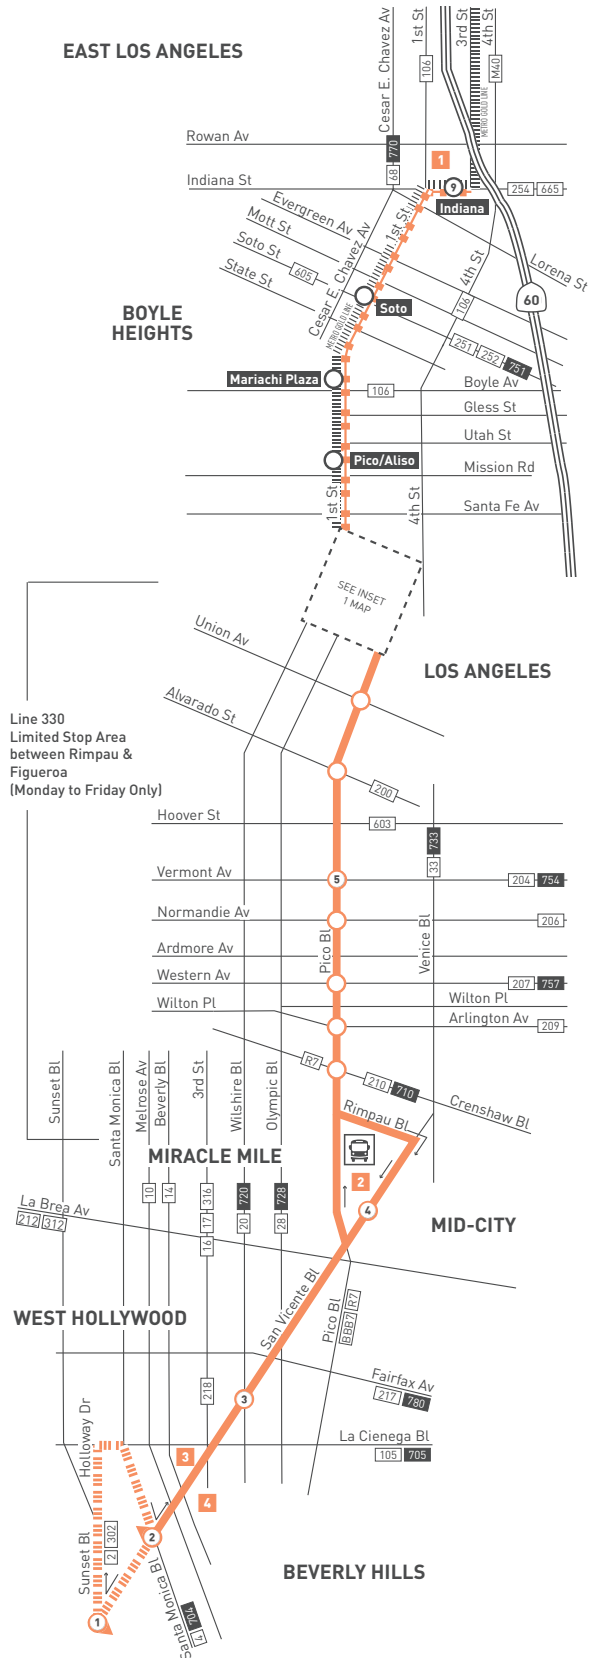 EAST LOS ANGELES
Cesar E. Chavez Av
1st St
3rd St
4th St
106
M40
METRO GOLD LINE
Rowan Av
770
68
1
Indiana St
9
254
665
Indiana
Evergreen Av
Mott St
Soto St
605
State St
Cesar E. Chavez Av
1st St
Lorena St
4th St
60
106
Soto
METRO GOLD LINE
BOYLE
HEIGHTS
251
252
751
Mariachi Plaza
106
Boyle Av
Gless St
Utah St
Pico/Aliso
Mission Rd
1st St
4th St
Santa Fe Av
SEE INSET
1 MAP
Union Av
LOS ANGELES
Alvarado St
Line 330
Limited Stop Area
between Rimpau &
Figueroa
(Monday to Friday Only)
200
Hoover St
603
733
33
Vermont Av
5
204
754
Normandie Av
206
Pico Bl
Venice Bl
Ardmore Av
Western Av
207
757
Wilton Pl
Wilton Pl
Arlington Av
209
R7
210
710
Crenshaw Bl
Sunset Bl
Santa Monica Bl
Melrose Av
Beverly Bl
3rd St
Wilshire Bl
Olympic Bl
Rimpau Bl
MIRACLE MILE
2
10
14
316
17
16
720
20
728
28
4
La Brea Av
212
312
MID-CITY
San Vicente Bl
Pico Bl
BBB7
R7
WEST HOLLYWOOD
Fairfax Av
217
780
218
3
Holloway Dr
La Cienega Bl
105
705
3
4
2
Sunset Bl
2
302
BEVERLY HILLS
Santa Monica Bl
704
4
1